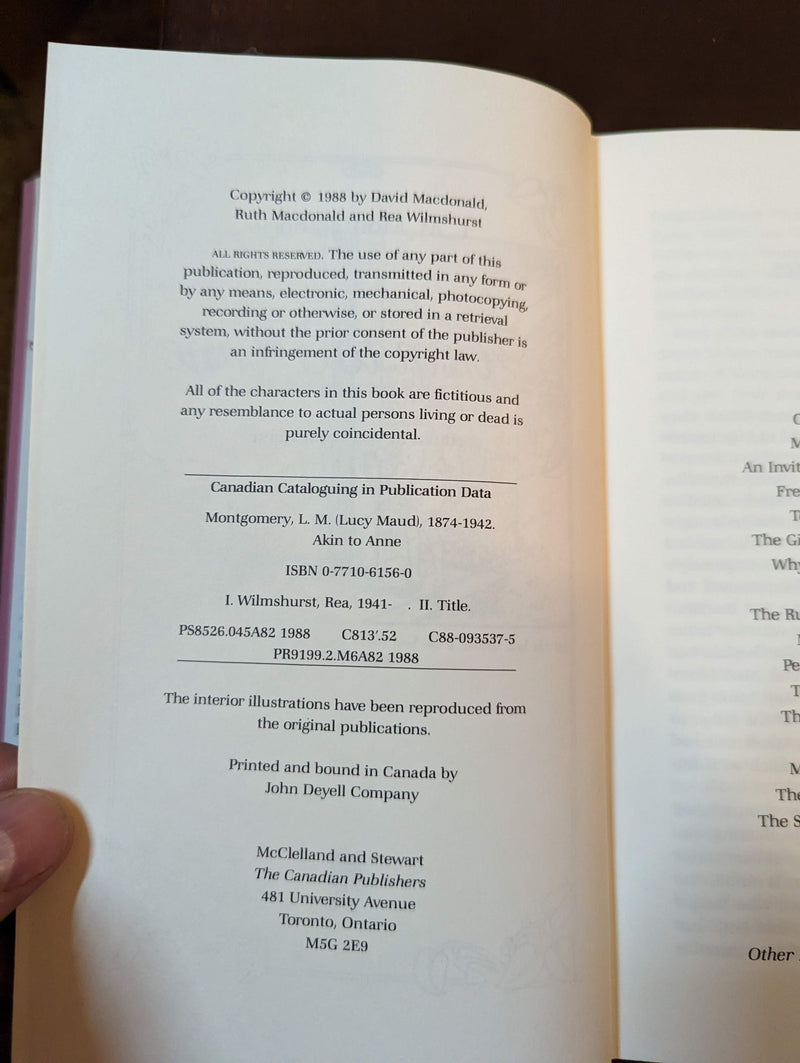 Copyright © 1988 by David Macdonald,
Ruth Macdonald and Rea Wilmshurst
ALL RIGHTS RESERVED. The use of any part of this
publication, reproduced, transmitted in any form or
by any means, electronic, mechanical, photocopying,
recording or otherwise, or stored in a retrieval
system, without the prior consent of the publisher is
an infringement of the copyright law.
All of the characters in this book are fictitious and
any resemblance to actual persons living or dead is
purely coincidental.
Canadian Cataloguing in Publication Data
Montgomery, L. M. (Lucy Maud), 1874-1942.
Akin to Anne
ISBN 0-7710-6156-0
I. Wilmshurst, Rea, 1941- . II. Title.
PS8526.045A82 1988 C813'.52 C88-093537-5
PR9199.2.M6A82 1988
The interior illustrations have been reproduced from
the original publications.
Printed and bound in Canada by
John Deyell Company
McClelland and Stewart
The Canadian Publishers
481 University Avenue
Toronto, Ontario
M5G 2E9
An Invit
Fre
T
The Gi
Why
The Ru
Pe
T
Th
M
The
The S
Other